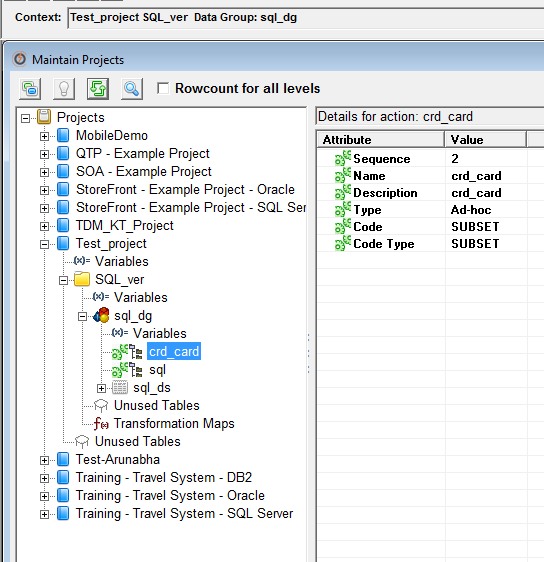 Context: Test_project SQL_ver Data Group: sql_dg
Maintain Projects
Rowcount for all levels
Projects
MobileDemo
QTP - Example Project
SOA - Example Project
StoreFront - Example Project - Oracle
StoreFront - Example Project - SQL Ser
TDM_KT_Project
Test_project
(x)= Variables
SQL_ver
(x)= Variables
sql_dg
(x)= Variables
crd_card
sql
sql_ds
Unused Tables
f(x) Transformation Maps
Unused Tables
Test-Arunabha
Training - Travel System - DB2
Training - Travel System - Oracle
Training - Travel System - SQL Server
Details for action: crd_card
Attribute Value
Sequence 2
Name crd_card
Description crd_card
Type Ad-hoc
Code SUBSET
Code Type SUBSET